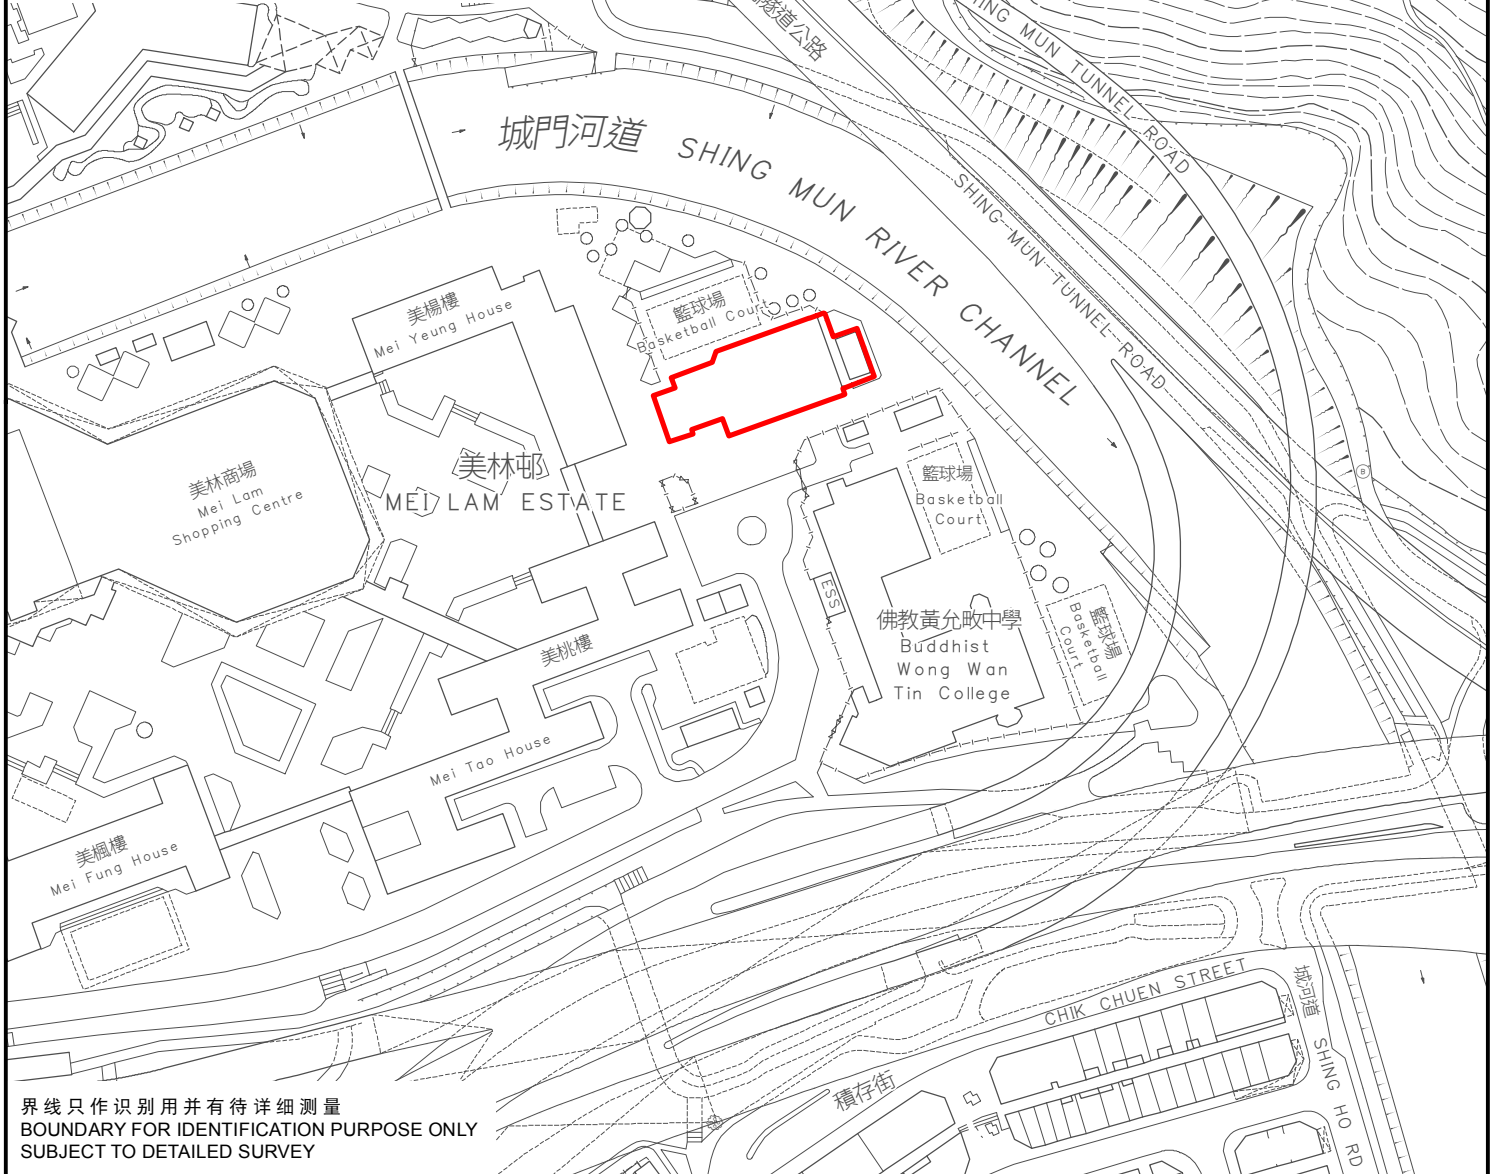 隧道公路
SHING MUN TUNNEL ROAD
城門河道 SHING MUN RIVER CHANNEL
SHING MUN TUNNEL ROAD
美楊樓
Mei Yeung House
籃球場
Basketball Court
美林商場
Mei Lam
Shopping Centre
美林邨
MEI LAM ESTATE
籃球場
Basketball
Court
B
ESS
佛教黃允畋中學
Buddhist
Wong Wan
Tin College
籃球場
Basketball
Court
美桃樓
Mei Tao House
美楓樓
Mei Fung House
CHIK CHUEN STREET
城河道
SHING HO RD
積存街
界线只作识别用并有待详细测量
BOUNDARY FOR IDENTIFICATION PURPOSE ONLY
SUBJECT TO DETAILED SURVEY